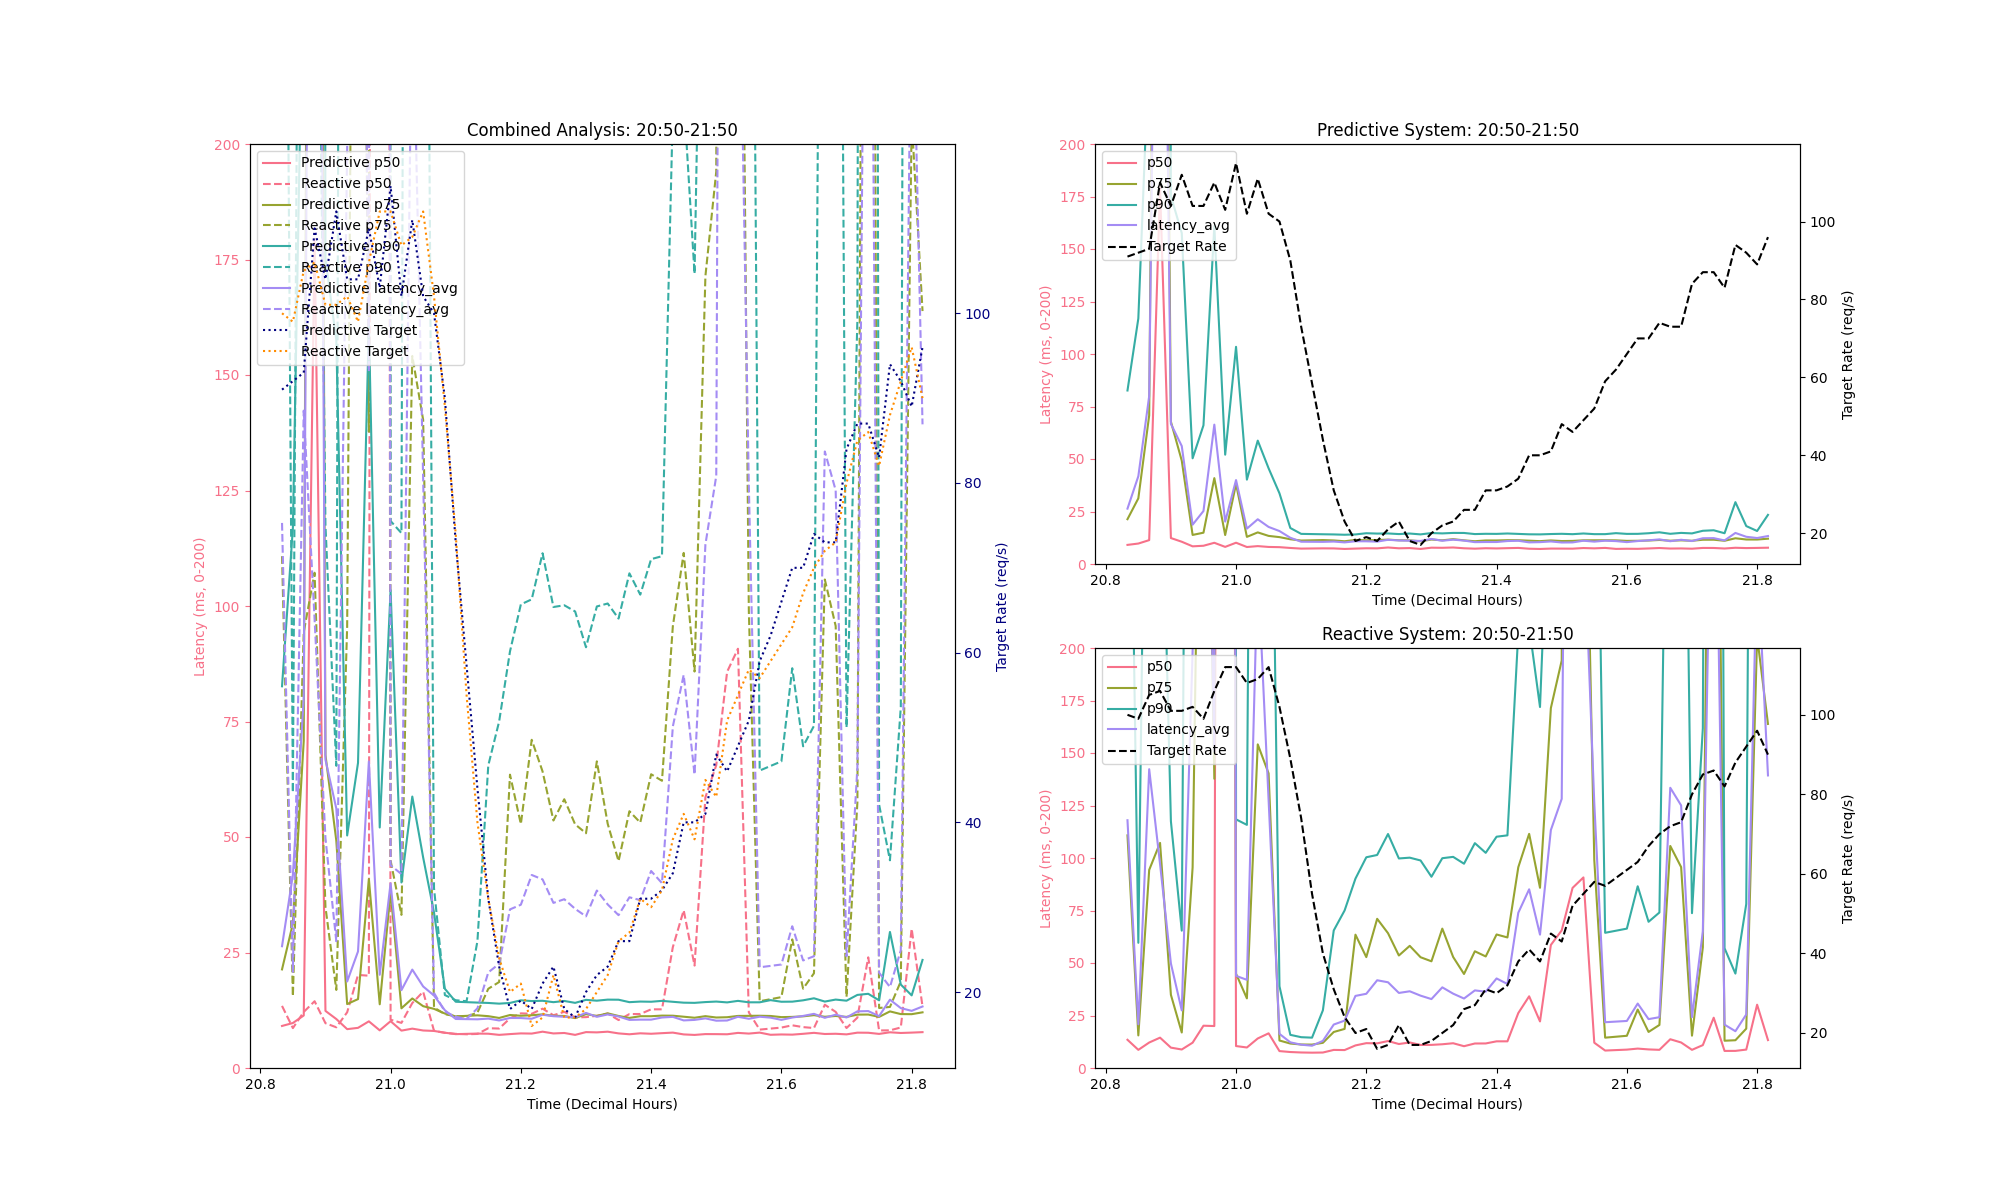 Combined Analysis: 20:50-21:50
Predictive p50
Reactive p50
Predictive p75
Reactive p75
Predictive p90
Reactive p90
Predictive latency_avg
Reactive latency_avg
Predictive Target
Reactive Target
Latency (ms, 0-200)
200
175
150
125
100
75
50
25
0
100
80
60
40
20
Target Rate (req/s)
20.8 21.0 21.2 21.4 21.6 21.8
Time (Decimal Hours)
Predictive System: 20:50-21:50
p50
p75
p90
latency_avg
Target Rate
Latency (ms, 0-200)
200
175
150
125
100
75
50
25
0
100
80
60
40
20
Target Rate (req/s)
20.8 21.0 21.2 21.4 21.6 21.8
Time (Decimal Hours)
Reactive System: 20:50-21:50
p50
p75
p90
latency_avg
Target Rate
Latency (ms, 0-200)
200
175
150
125
100
75
50
25
0
100
80
60
40
20
Target Rate (req/s)
20.8 21.0 21.2 21.4 21.6 21.8
Time (Decimal Hours)